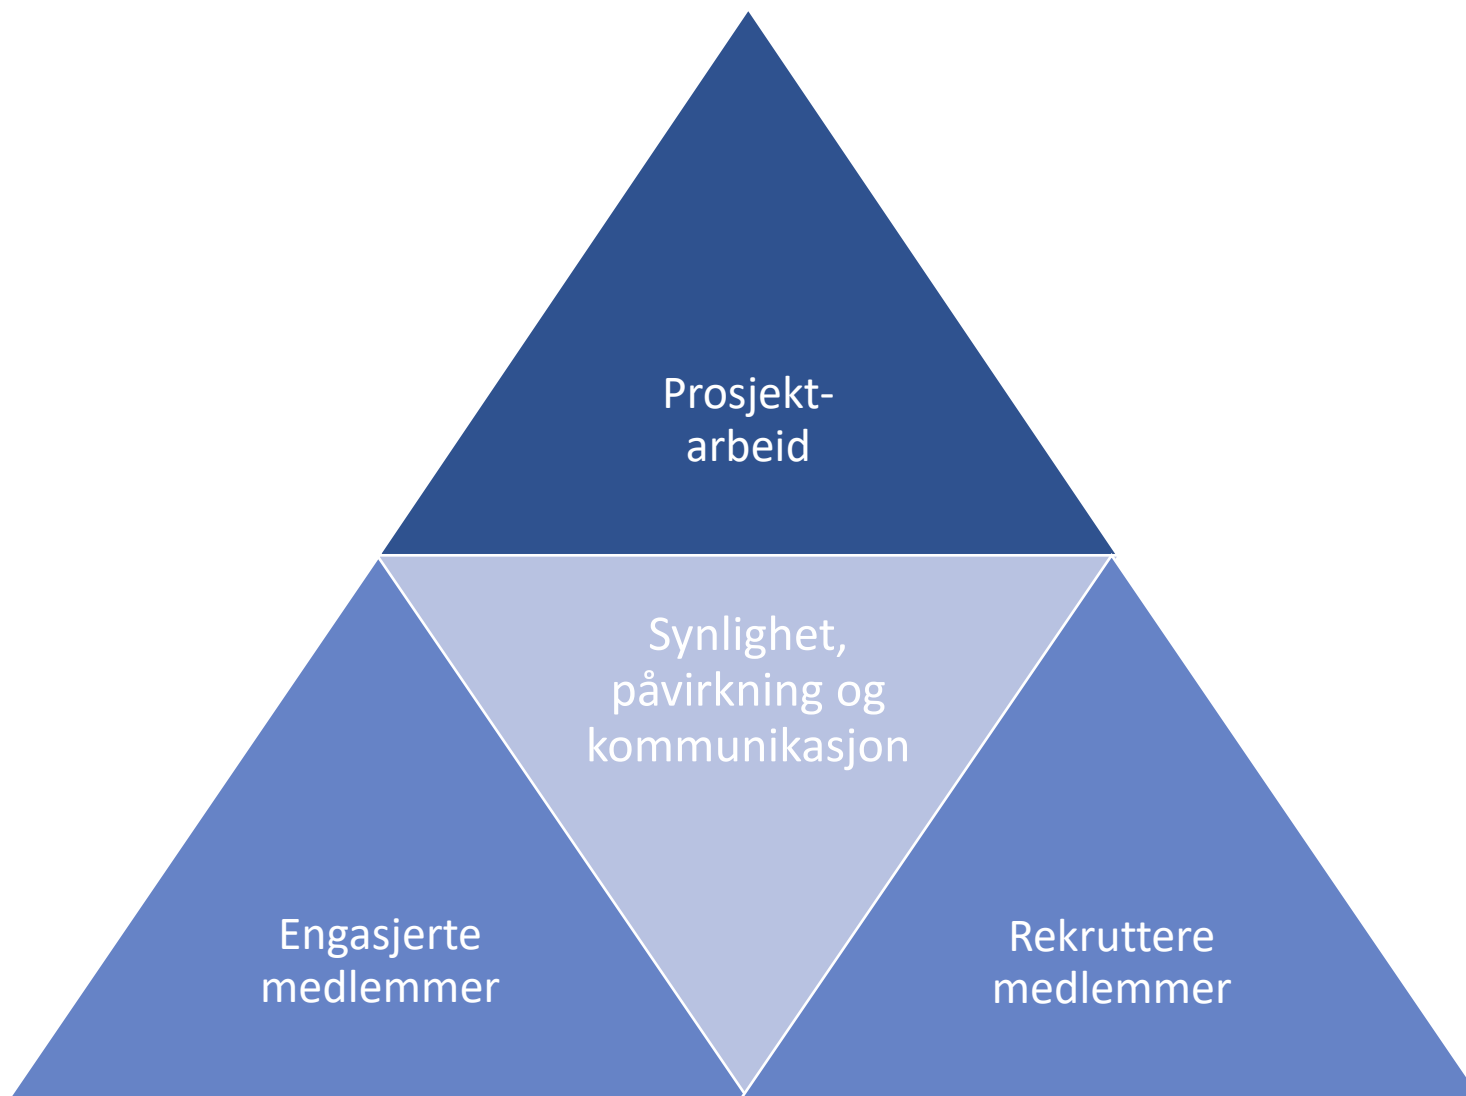 Prosjekt-
arbeid
Synlighet,
påvirkning og
kommunikasjon
Engasjerte
medlemmer
Rekruttere
medlemmer